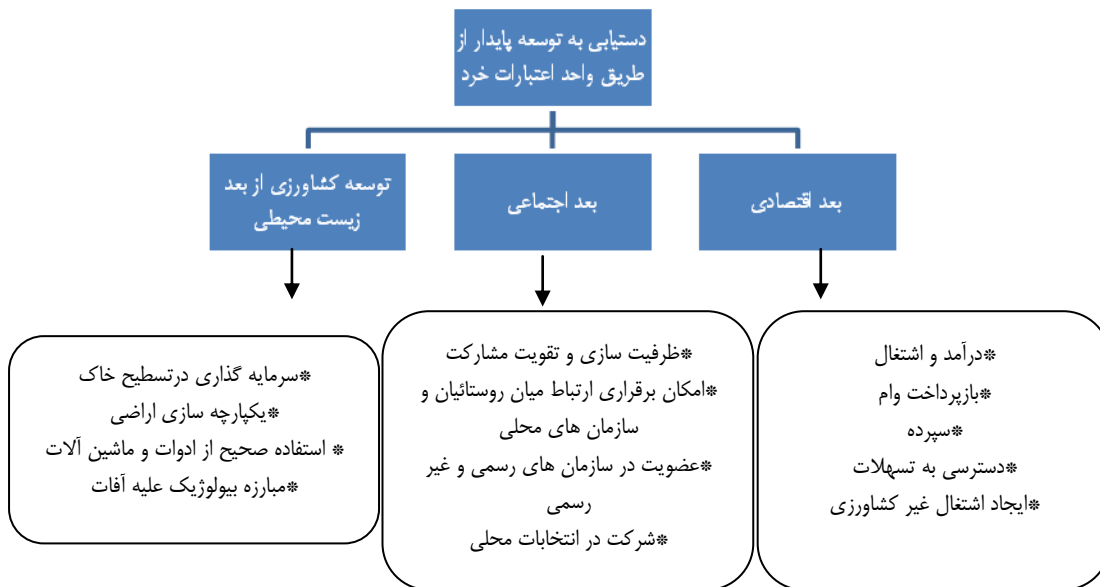 دستیابی به توسعه پایدار از
طریق واحد اعتبارات خرد
بعد اقتصادی
بعد اجتماعی
توسعه کشاورزی از بعد
زیست محیطی
*درآمد و اشتغال
*بازپرداخت وام
*سپرده
*دسترسی به تسهلات
*ایجاد اشتغال غیر کشاورزی
*ظرفیت سازی و تقویت مشارکت
*امکان برقراری ارتباط میان روستائیان و
سازمان های محلی
*عضویت در سازمان های رسمی و غیر
رسمی
*شرکت در انتخابات محلی
*سرمایه گذاری درتسطیح خاک
*یکپارچه سازی اراضی
* استفاده صحیح از ادوات و ماشین آلات
*مبارزه بیولوژیک علیه آفات